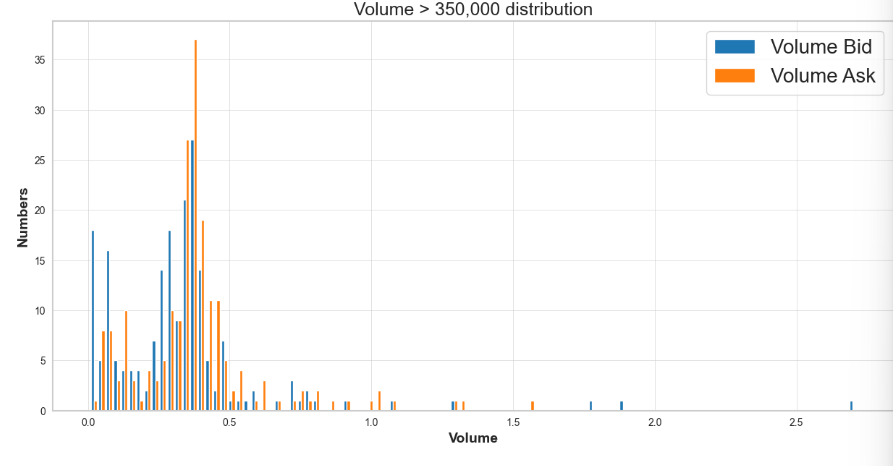 Volume > 350,000 distribution
Volume Bid
Volume Ask
Numbers
35
30
25
20
15
10
5
0
0.0 0.5 1.0 1.5 2.0 2.5
Volume